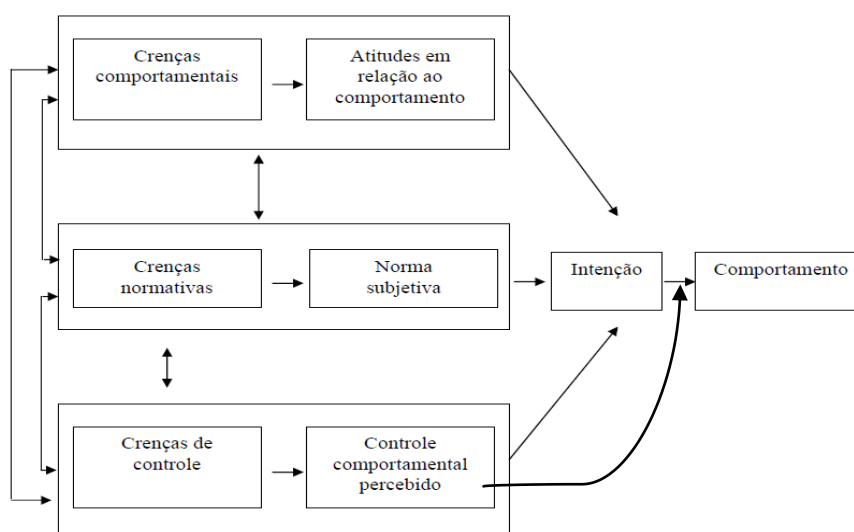 Crenças
comportamentais
Atitudes em
relação ao
comportamento
Crenças
normativas
Norma
subjetiva
Intenção
Comportamento
Crenças de
controle
Controle
comportamental
percebido